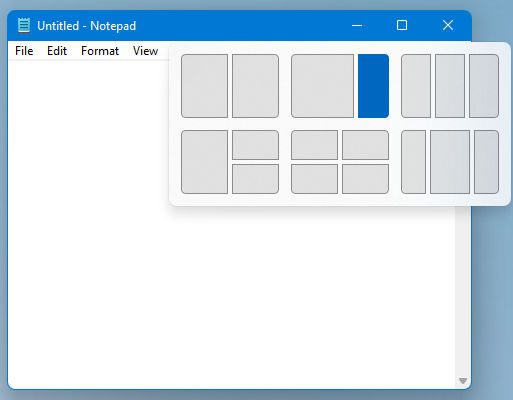 Untitled - Notepad
File Edit Format View